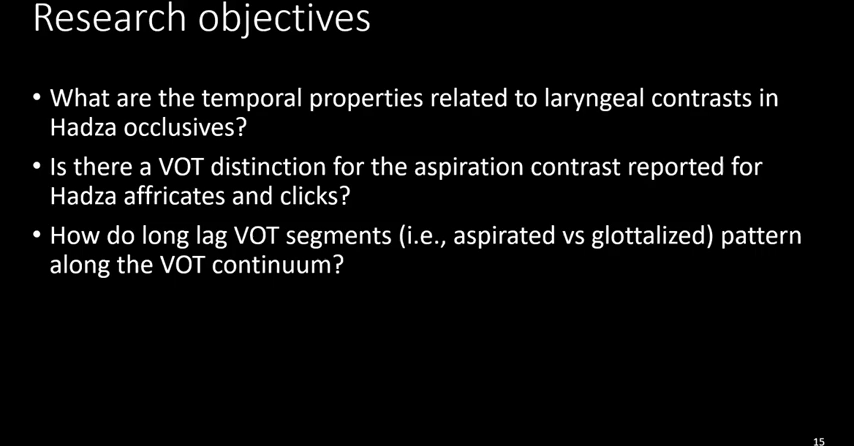 Research objectives
• What are the temporal properties related to laryngeal contrasts in
Hadza occlusives?
• Is there a VOT distinction for the aspiration contrast reported for
Hadza affricates and clicks?
• How do long lag VOT segments (i.e., aspirated vs glottalized) pattern
along the VOT continuum?
15